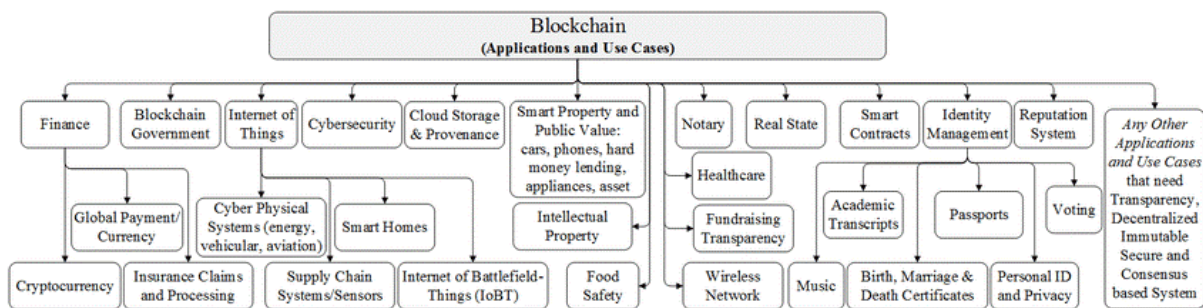 Blockchain
(Applications and Use Cases)
Finance
Blockchain
Government
Internet of
Things
Cybersecurity
Cloud Storage
& Provenance
Smart Property and
Public Value:
cars, phones, hard
money lending,
appliances, asset
Notary
Real State
Smart
Contracts
Identity
Management
Reputation
System
Any Other
Applications
and Use Cases
that need
Transparency,
Decentralized
Immutable
Secure and
Consensus
based System
Healthcare
Global Payment/
Currency
Cyber Physical
Systems (energy,
vehicular, aviation)
Smart Homes
Intellectual
Property
Fundraising
Transparency
Academic
Transcripts
Passports
Voting
Cryptocurrency
Insurance Claims
and Processing
Supply Chain
Systems/Sensors
Internet of Battlefield-
Things (IoBT)
Food
Safety
Wireless
Network
Music
Birth, Marriage &
Death Certificates
Personal ID
and Privacy